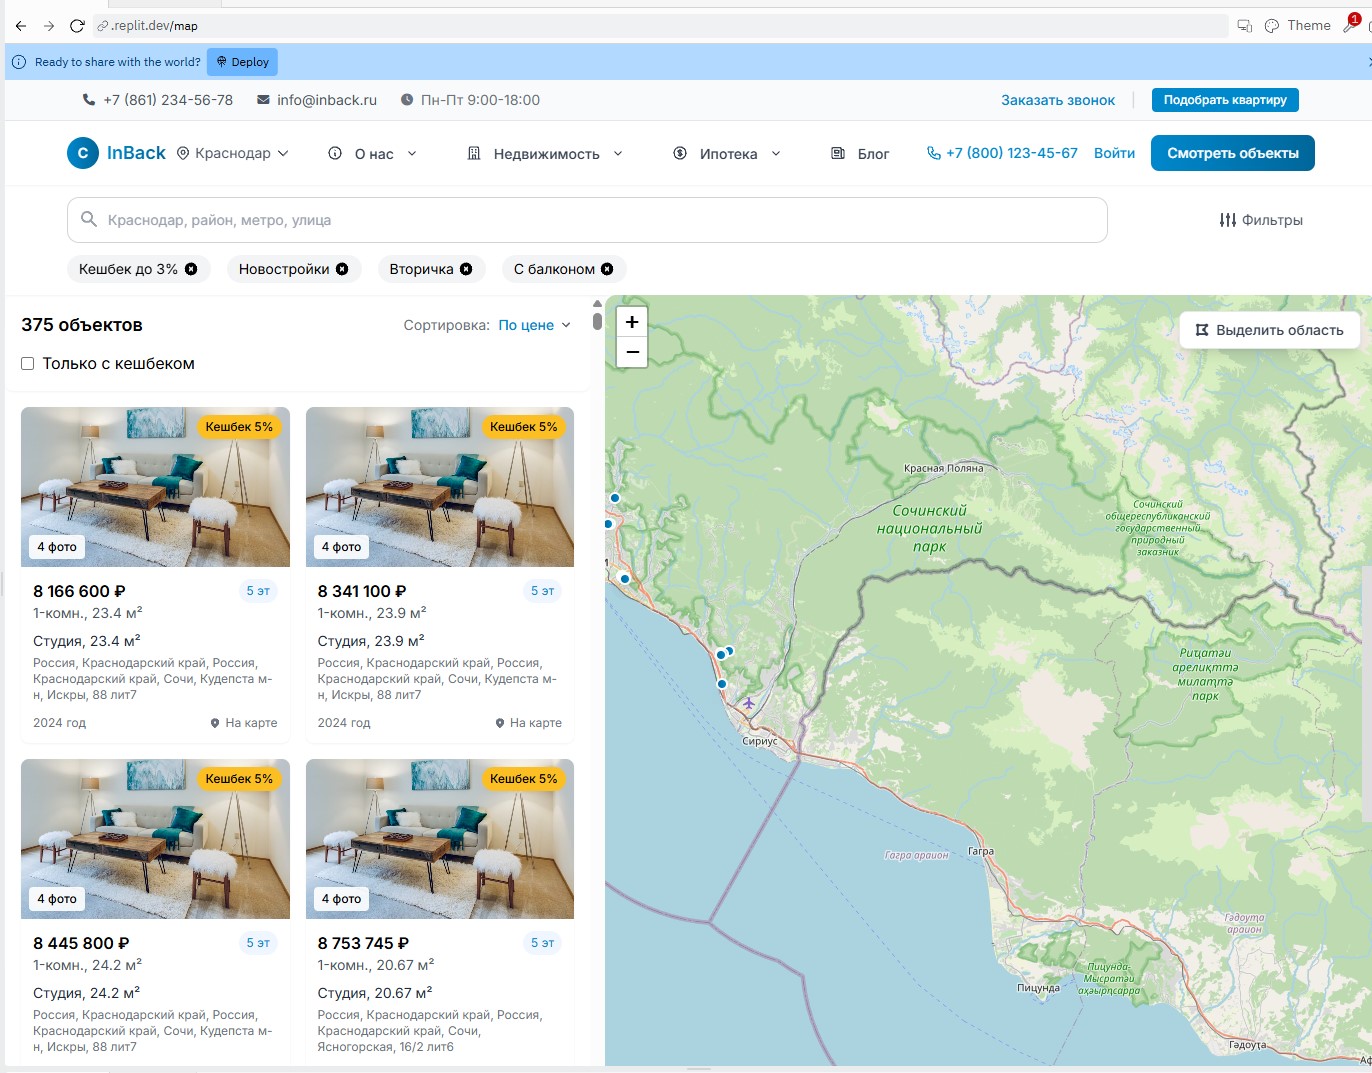 .replit.dev/map
Theme
1
Ready to share with the world?
Deploy
+7 (861) 234-56-78
info@inback.ru
Пн-Пт 9:00-18:00
Заказать звонок
Подобрать квартиру
C
InBack
Краснодар
О нас
Недвижимость
Ипотека
Блог
+7 (800) 123-45-67
Войти
Смотреть объекты
Краснодар, район, метро, улица
Фильтры
Кешбек до 3%
Новостройки
Вторичка
С балконом
375 объектов
Сортировка: По цене
Только с кешбеком
Кешбек 5%
4 фото
8 166 600 ₽
5 эт
1-комн., 23.4 м²
Студия, 23.4 м²
Россия, Краснодарский край, Россия,
Краснодарский край, Сочи, Кудепста м-
н, Искры, 88 лит7
2024 год
На карте
Кешбек 5%
4 фото
8 341 100 ₽
5 эт
1-комн., 23.9 м²
Студия, 23.9 м²
Россия, Краснодарский край, Россия,
Краснодарский край, Сочи, Кудепста м-
н, Искры, 88 лит7
2024 год
На карте
Кешбек 5%
4 фото
8 445 800 ₽
5 эт
1-комн., 24.2 м²
Студия, 24.2 м²
Россия, Краснодарский край, Россия,
Краснодарский край, Сочи, Кудепста м-
н, Искры, 88 лит7
Кешбек 5%
4 фото
8 753 745 ₽
5 эт
1-комн., 20.67 м²
Студия, 20.67 м²
Россия, Краснодарский край, Россия,
Краснодарский край, Сочи,
Ясногорская, 16/2 лит6
+
−
Выделить область
Красная Поляна
Сочинский
национальный
парк
Сочинский
общереспубликанский
государственный
природный
заказник
Риҵатәи
арелиқттә
милаҭтә
парк
Сириус
Гагра араион
Гагра
Гәдоуҭа
араион
Пицунда-
Мысратәи
аҳәырԥсарра
Пицунда
Гәдоуҭа